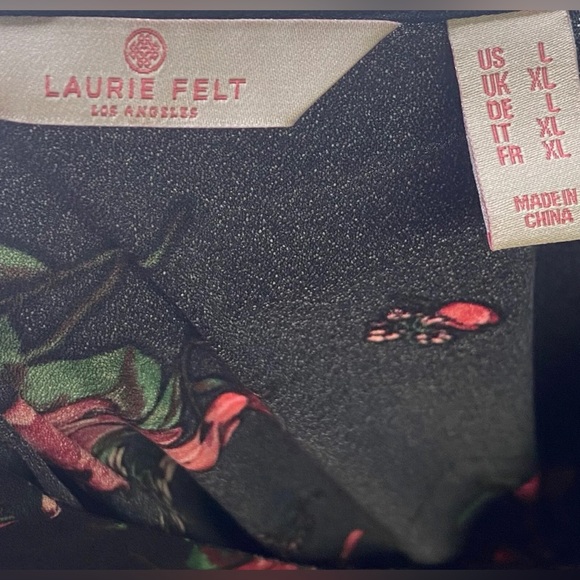 LAURIE FELT
LOS ANGELES
US L
UK XL
DE L
IT XL
FR XL
MADE IN
CHINA